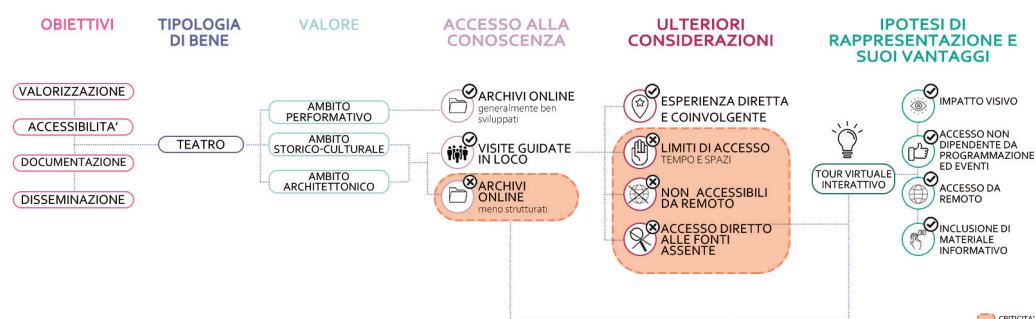 OBIETTIVI
TIPOLOGIA
DI BENE
VALORE
ACCESSO ALLA
CONOSCENZA
ULTERIORI
CONSIDERAZIONI
IPOTESI DI
RAPPRESENTAZIONE E
SUOI VANTAGGI
VALORIZZAZIONE
ACCESSIBILITA'
DOCUMENTAZIONE
DISSEMINAZIONE
TEATRO
AMBITO
PERFORMATIVO
AMBITO
STORICO-CULTURALE
AMBITO
ARCHITETTONICO
ARCHIVI ONLINE
generalmente ben
sviluppati
VISITE GUIDATE
IN LOCO
ARCHIVI
ONLINE
meno strutturati
ESPERIENZA DIRETTA
E COINVOLGENTE
LIMITI DI ACCESSO
TEMPO E SPAZI
NON ACCESSIBILI
DA REMOTO
ACCESSO DIRETTO
ALLE FONTI
ASSENTE
TOUR VIRTUALE
INTERATTIVO
IMPATTO VISIVO
ACCESSO NON
DIPENDENTE DA
PROGRAMMAZIONE
ED EVENTI
ACCESSO DA
REMOTO
INCLUSIONE DI
MATERIALE
INFORMATIVO